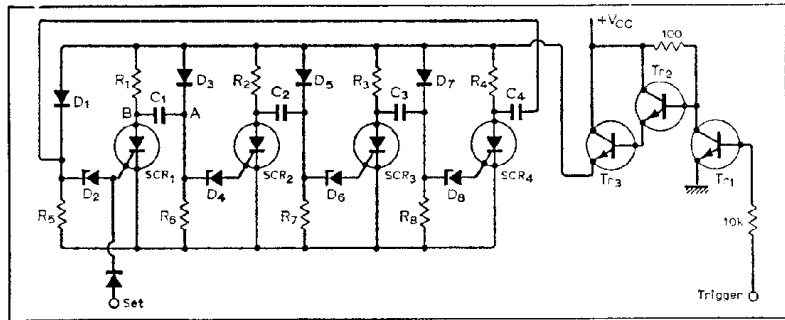 +VCC
100
Tr2
R1 D3 R2 D5 R3 D7 R4
D1 C1 C2 C3 C4
B A
SCR1 SCR2 SCR3 SCR4
Tr3 Tr1
D2 D4 D6 D8
R5 R6 R7 R8
10k
Set
Trigger